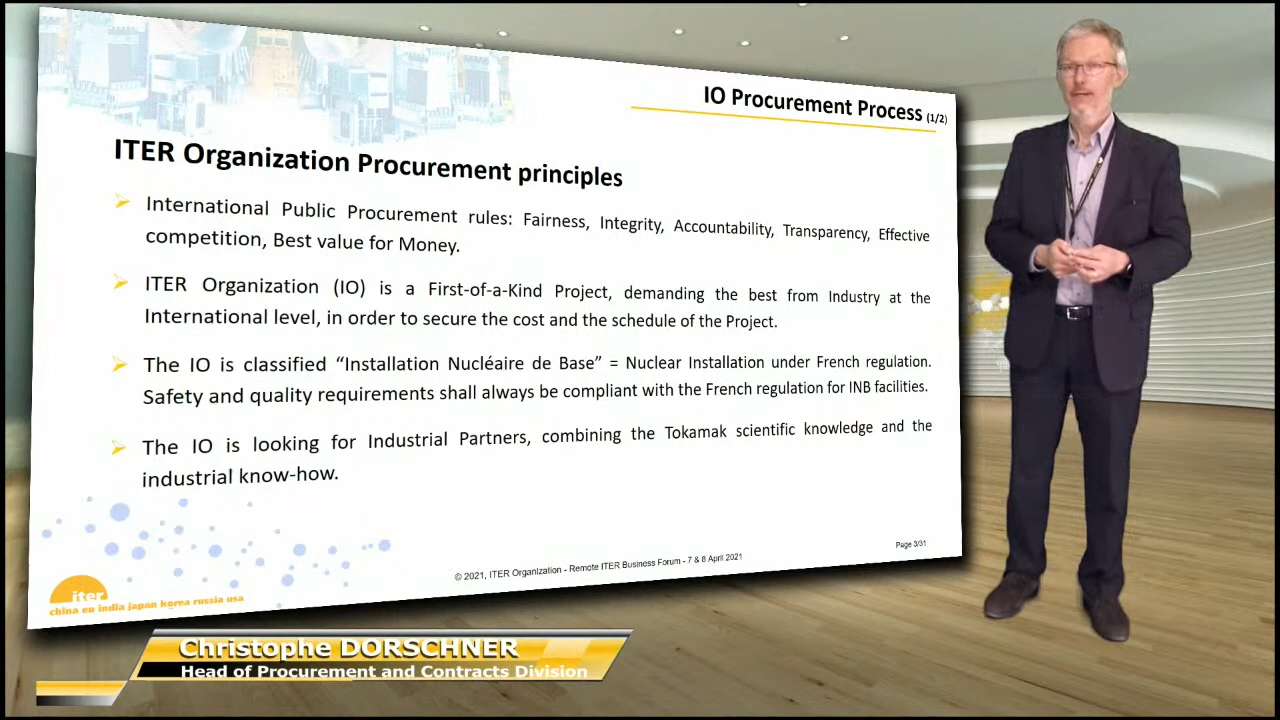 IO Procurement Process (1/2)
ITER Organization Procurement principles
International Public Procurement rules: Fairness, Integrity, Accountability, Transparency, Effective
competition, Best value for Money.
ITER Organization (IO) is a First-of-a-Kind Project, demanding the best from Industry at the
International level, in order to secure the cost and the schedule of the Project.
The IO is classified “Installation Nucléaire de Base” = Nuclear Installation under French regulation.
Safety and quality requirements shall always be compliant with the French regulation for INB facilities.
The IO is looking for Industrial Partners, combining the Tokamak scientific knowledge and the
industrial know-how.
Page 3/31
© 2021, ITER Organization - Remote ITER Business Forum - 7 & 8 April 2021
iter
china eu india japan korea russia usa
Christophe DORSCHNER
Head of Procurement and Contracts Division